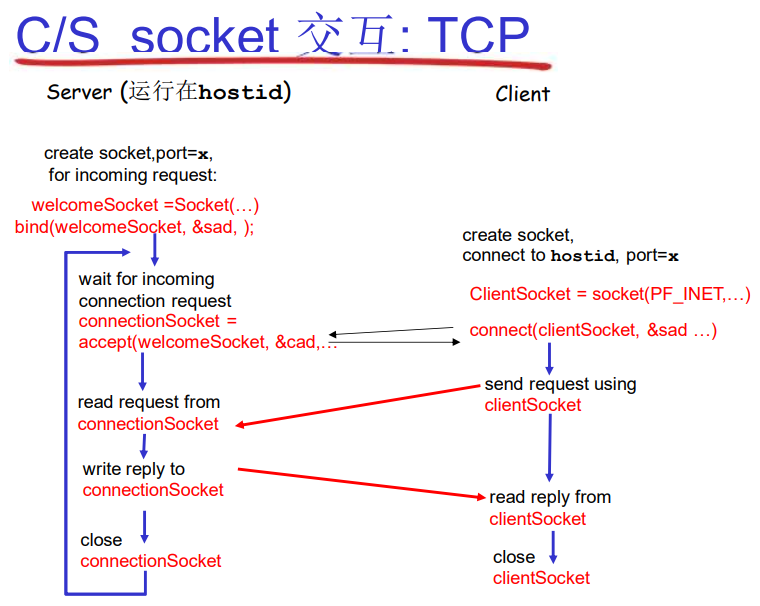 C/S socket 交互: TCP
Server (运行在hostid)
Client
create socket,port=x,
for incoming request:
welcomeSocket =Socket(…)
bind(welcomeSocket, &sad, );
wait for incoming
connection request
connectionSocket =
accept(welcomeSocket, &cad,…
read request from
connectionSocket
write reply to
connectionSocket
close
connectionSocket
create socket,
connect to hostid, port=x
ClientSocket = socket(PF_INET,…)
connect(clientSocket, &sad …)
send request using
clientSocket
read reply from
clientSocket
close
clientSocket